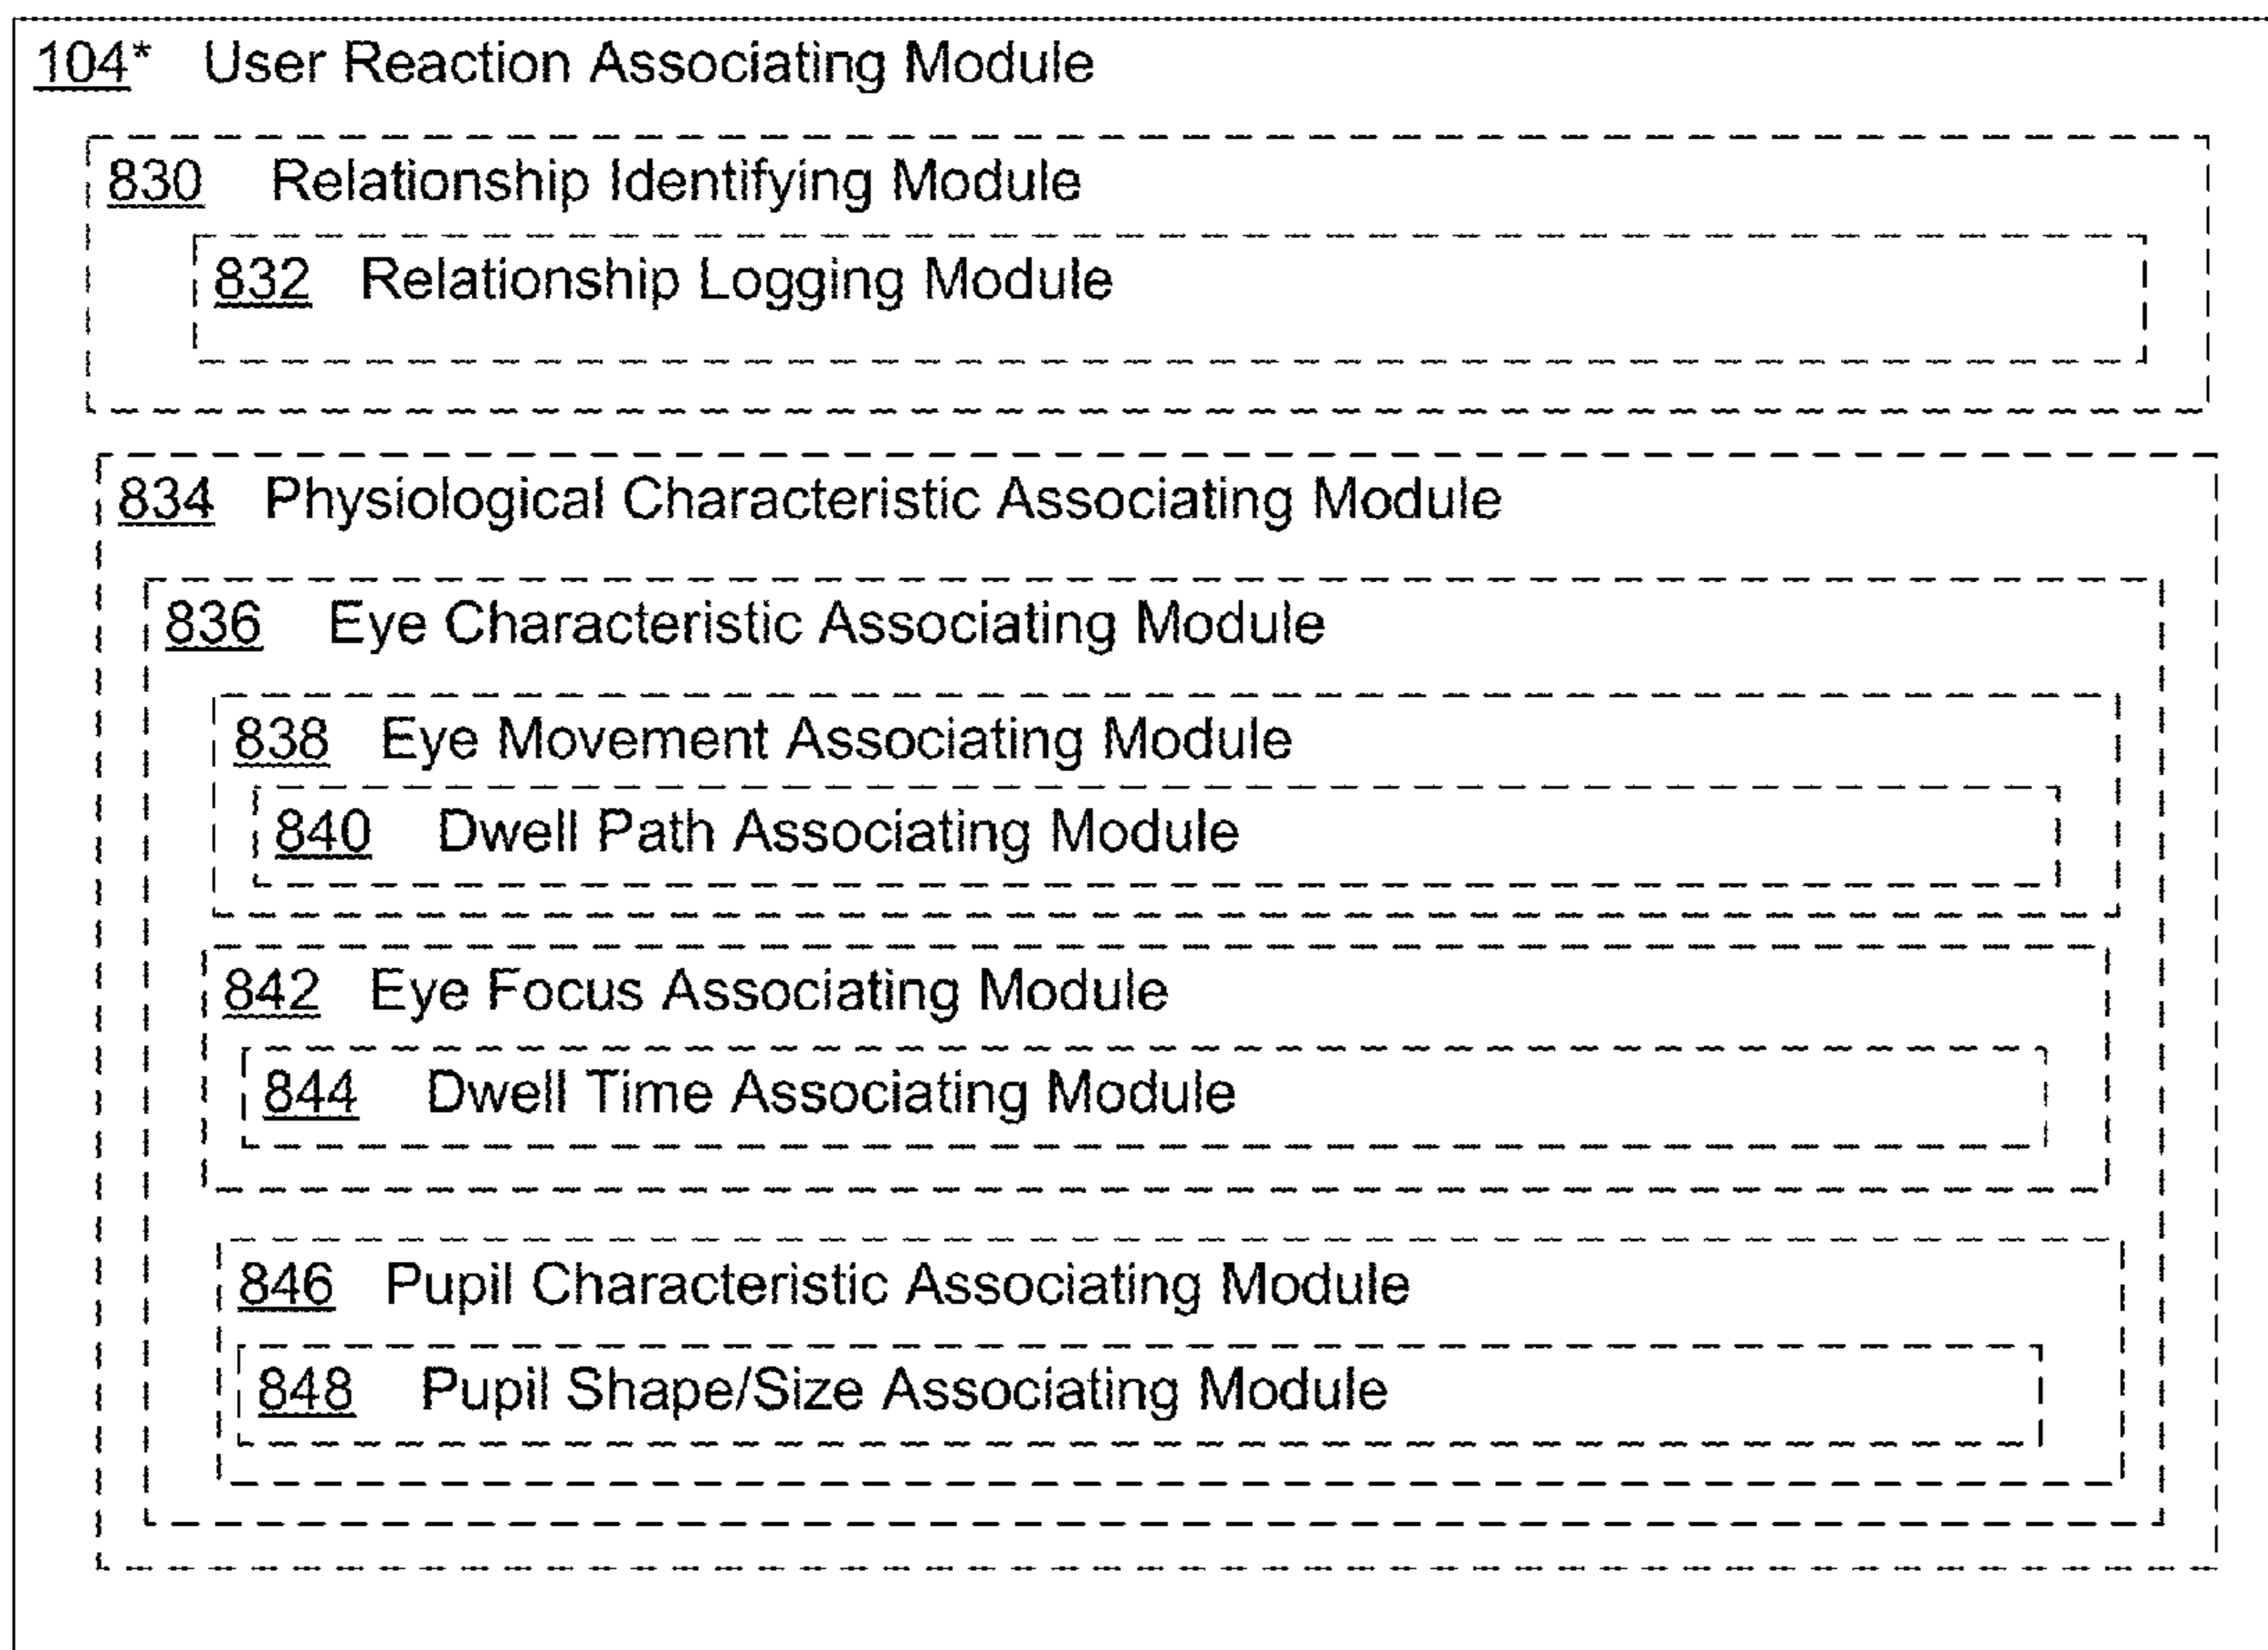 104* User Reaction Associating Module
830 Relationship Identifying Module
832 Relationship Logging Module
834 Physiological Characteristic Associating Module
836 Eye Characteristic Associating Module
838 Eye Movement Associating Module
840 Dwell Path Associating Module
842 Eye Focus Associating Module
844 Dwell Time Associating Module
846 Pupil Characteristic Associating Module
848 Pupil Shape/Size Associating Module